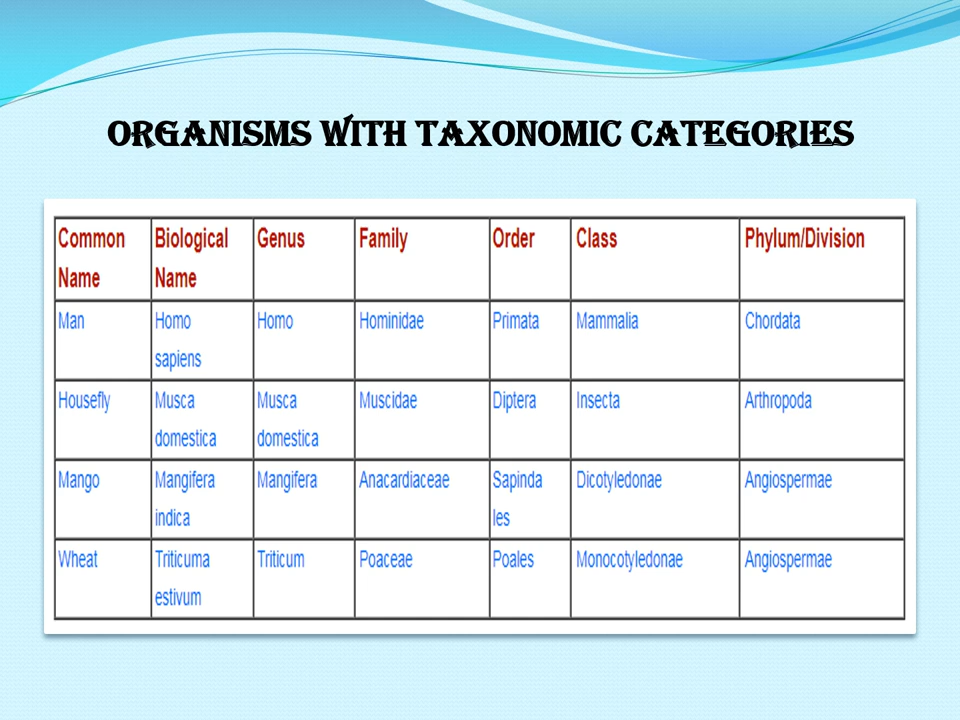 ORGANISMS WITH TAXONOMIC CATEGORIES
Common Name Biological Name Genus Family Order Class Phylum/Division
Man Homo sapiens Homo Hominidae Primata Mammalia Chordata
Housefly Musca domestica Musca domestica Muscidae Diptera Insecta Arthropoda
Mango Mangifera indica Mangifera Anacardiaceae Sapinda les Dicotyledonae Angiospermae
Wheat Triticuma estivum Triticum Poaceae Poales Monocotyledonae Angiospermae